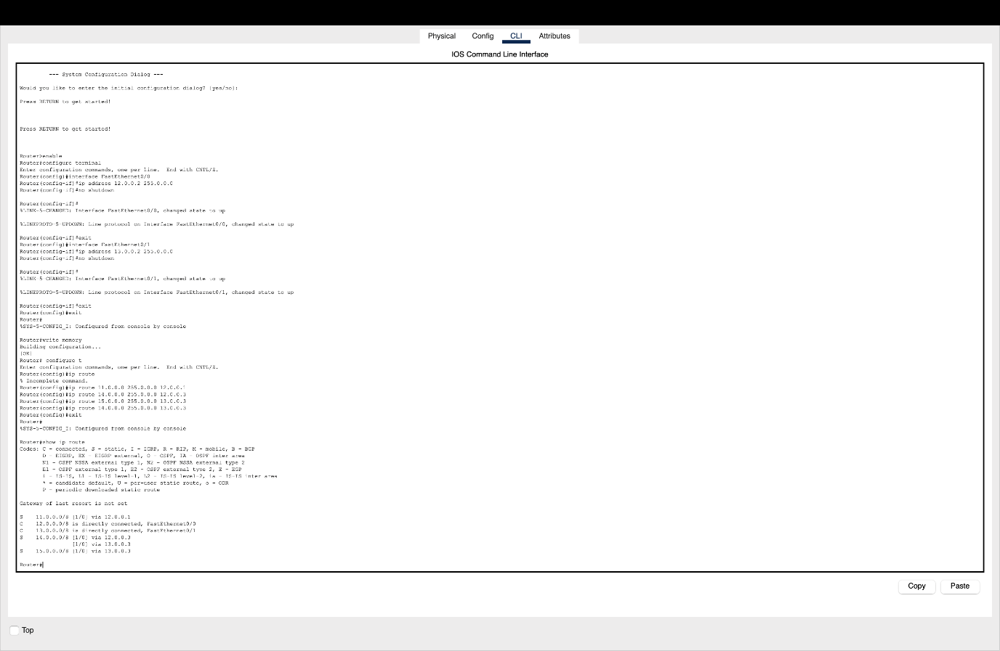 Physical Config CLI Attributes
IOS Command Line Interface
--- System Configuration Dialog ---
Would you like to enter the initial configuration dialog? [yes/no]:
Press RETURN to get started!
Press RETURN to get started!
Router>enable
Router#configure terminal
Enter configuration commands, one per line.  End with CNTL/Z.
Router(config)#interface FastEthernet0/0
Router(config-if)#ip address 12.0.0.2 255.0.0.0
Router(config-if)#no shutdown
Router(config-if)#
%LINK-5-CHANGED: Interface FastEthernet0/0, changed state to up
%LINEPROTO-5-UPDOWN: Line protocol on Interface FastEthernet0/0, changed state to up
Router(config-if)#exit
Router(config)#interface FastEthernet0/1
Router(config-if)#ip address 13.0.0.2 255.0.0.0
Router(config-if)#no shutdown
Router(config-if)#
%LINK-5-CHANGED: Interface FastEthernet0/1, changed state to up
%LINEPROTO-5-UPDOWN: Line protocol on Interface FastEthernet0/1, changed state to up
Router(config-if)#exit
Router(config)#exit
Router#
%SYS-5-CONFIG_I: Configured from console by console
Router#write memory
Building configuration...
[OK]
Router# configure t
Enter configuration commands, one per line.  End with CNTL/Z.
Router(config)#ip route
% Incomplete command.
Router(config)#ip route 11.0.0.0 255.0.0.0 12.0.0.1
Router(config)#ip route 14.0.0.0 255.0.0.0 12.0.0.3
Router(config)#ip route 15.0.0.0 255.0.0.0 13.0.0.3
Router(config)#ip route 14.0.0.0 255.0.0.0 13.0.0.3
Router(config)#exit
Router#
%SYS-5-CONFIG_I: Configured from console by console
Router#show ip route
Codes: C - connected, S - static, I - IGRP, R - RIP, M - mobile, B - BGP
D - EIGRP, EX - EIGRP external, O - OSPF, IA - OSPF inter area
N1 - OSPF NSSA external type 1, N2 - OSPF NSSA external type 2
E1 - OSPF external type 1, E2 - OSPF external type 2, E - EGP
i - IS-IS, L1 - IS-IS level-1, L2 - IS-IS level-2, ia - IS-IS inter area
* - candidate default, U - per-user static route, o - ODR
P - periodic downloaded static route
Gateway of last resort is not set
S    11.0.0.0/8 [1/0] via 12.0.0.1
C    12.0.0.0/8 is directly connected, FastEthernet0/0
C    13.0.0.0/8 is directly connected, FastEthernet0/1
S    14.0.0.0/8 [1/0] via 12.0.0.3
[1/0] via 13.0.0.3
S    15.0.0.0/8 [1/0] via 13.0.0.3
Router#
Copy Paste
Top